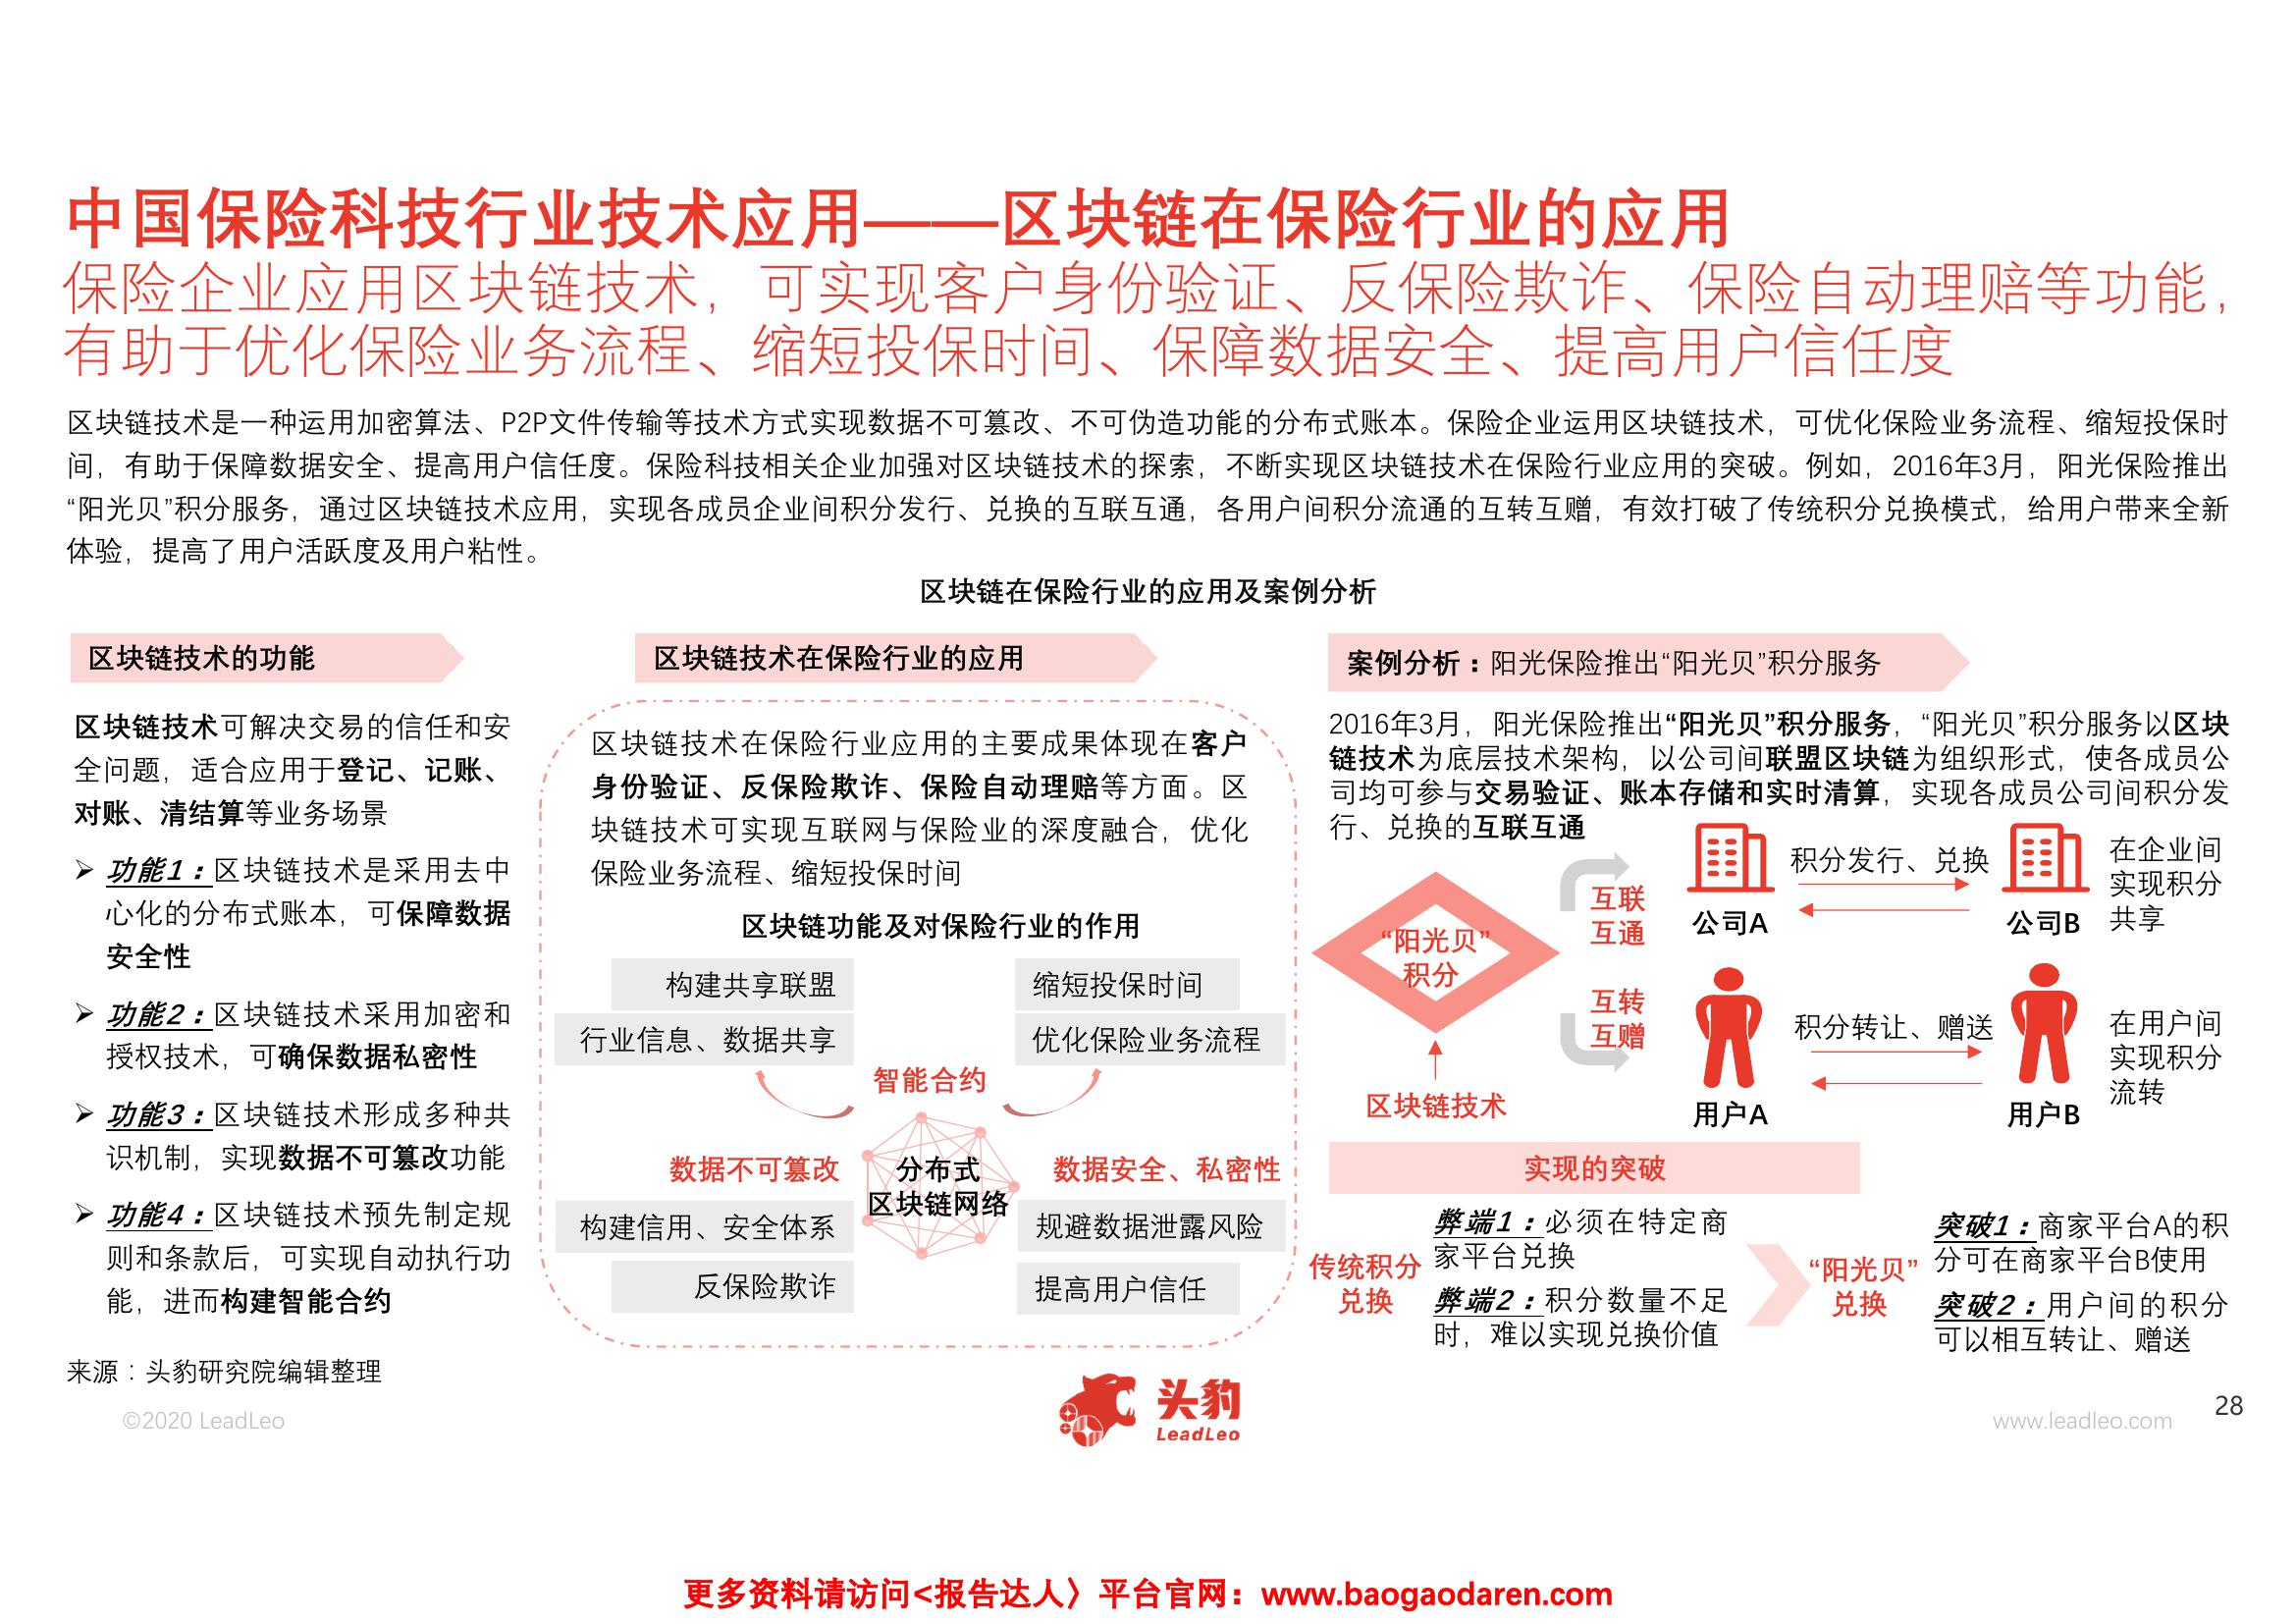 中国保险科技行业技术应用——区块链在保险行业的应用
保险企业应用区块链技术，可实现客户身份验证、反保险欺诈、保险自动理赔等功能，
有助于优化保险业务流程、缩短投保时间、保障数据安全、提高用户信任度
区块链技术是一种运用加密算法、P2P文件传输等技术方式实现数据不可篡改、不可伪造功能的分布式账本。保险企业运用区块链技术，可优化保险业务流程、缩短投保时
间，有助于保障数据安全、提高用户信任度。保险科技相关企业加强对区块链技术的探索，不断实现区块链技术在保险行业应用的突破。例如，2016年3月，阳光保险推出
“阳光贝”积分服务，通过区块链技术应用，实现各成员企业间积分发行、兑换的互联互通，各用户间积分流通的互转互赠，有效打破了传统积分兑换模式，给用户带来全新
体验，提高了用户活跃度及用户粘性。
区块链在保险行业的应用及案例分析
区块链技术的功能
区块链技术可解决交易的信任和安
全问题，适合应用于登记、记账、
对账、清结算等业务场景
➢ 功能1：区块链技术是采用去中
心化的分布式账本，可保障数据
安全性
➢ 功能2：区块链技术采用加密和
授权技术，可确保数据私密性
➢ 功能3：区块链技术形成多种共
识机制，实现数据不可篡改功能
➢ 功能4：区块链技术预先制定规
则和条款后，可实现自动执行功
能，进而构建智能合约
区块链技术在保险行业的应用
区块链技术在保险行业应用的主要成果体现在客户
身份验证、反保险欺诈、保险自动理赔等方面。区
块链技术可实现互联网与保险业的深度融合，优化
保险业务流程、缩短投保时间
区块链功能及对保险行业的作用
构建共享联盟
行业信息、数据共享
缩短投保时间
优化保险业务流程
智能合约
数据不可篡改
分布式
区块链网络
数据安全、私密性
构建信用、安全体系
反保险欺诈
规避数据泄露风险
提高用户信任
案例分析：阳光保险推出“阳光贝”积分服务
2016年3月，阳光保险推出“阳光贝”积分服务，“阳光贝”积分服务以区块
链技术为底层技术架构，以公司间联盟区块链为组织形式，使各成员公
司均可参与交易验证、账本存储和实时清算，实现各成员公司间积分发
行、兑换的互联互通
“阳光贝”
积分
区块链技术
互联
互通
公司A
积分发行、兑换
公司B
在企业间
实现积分
共享
互转
互赠
用户A
积分转让、赠送
用户B
在用户间
实现积分
流转
实现的突破
传统积分
兑换
弊端1：必须在特定商
家平台兑换
弊端2：积分数量不足
时，难以实现兑换价值
“阳光贝”
兑换
突破1：商家平台A的积
分可在商家平台B使用
突破2：用户间的积分
可以相互转让、赠送
来源：头豹研究院编辑整理
©2020 LeadLeo
头豹
LeadLeo
www.leadleo.com
28
更多资料请访问<报告达人〉平台官网：www.baogaodaren.com